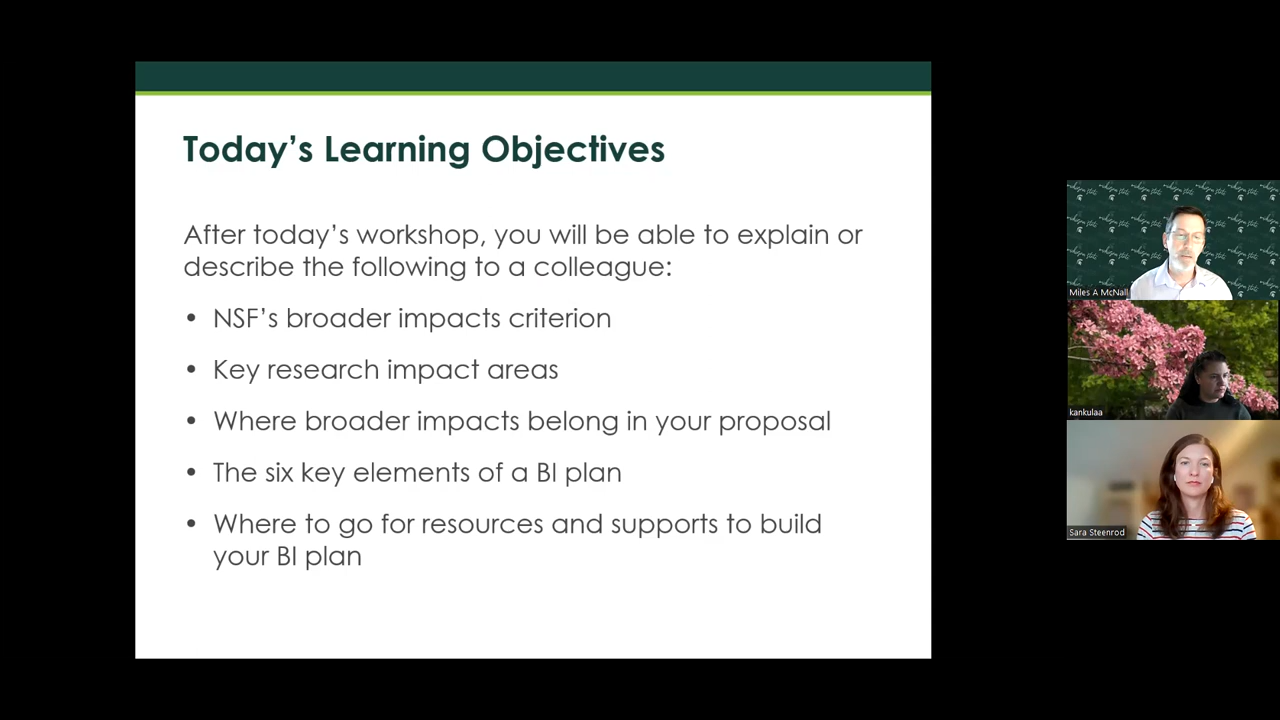 Today's Learning Objectives
After today's workshop, you will be able to explain or
describe the following to a colleague:
• NSF's broader impacts criterion
• Key research impact areas
• Where broader impacts belong in your proposal
• The six key elements of a BI plan
• Where to go for resources and supports to build
your BI plan
Miles A McNall
kankulaa
Sara Steenrod